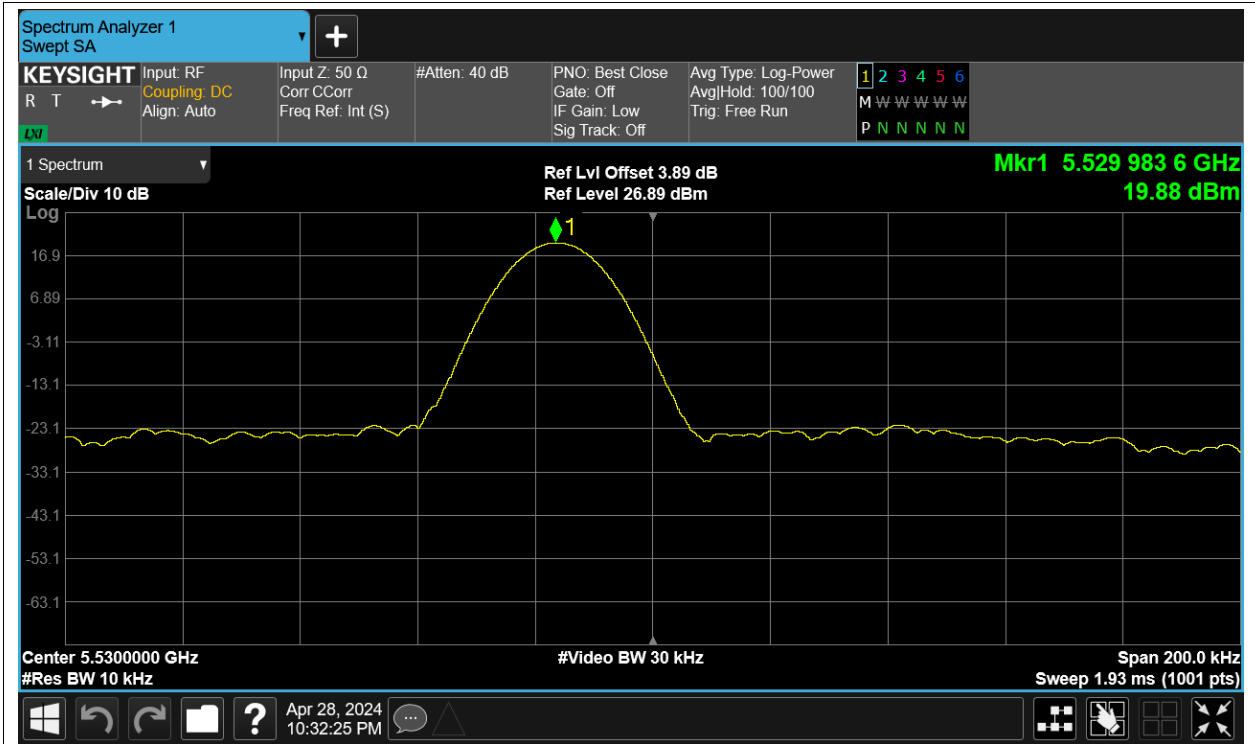 Spectrum Analyzer 1
Swept SA
KEYSIGHT
R T
LXI
Input: RF
Coupling: DC
Align: Auto
Input Z: 50 Ω
Corr CCorr
Freq Ref: Int (S)
#Atten: 40 dB
PNO: Best Close
Gate: Off
IF Gain: Low
Sig Track: Off
Avg Type: Log-Power
Avg|Hold: 100/100
Trig: Free Run
1 2 3 4 5 6
M W W W W W
P N N N N N
1 Spectrum
Scale/Div 10 dB
Log
Ref Lvl Offset 3.89 dB
Ref Level 26.89 dBm
Mkr1 5.529 983 6 GHz
19.88 dBm
1
16.9
6.89
-3.11
-13.1
-23.1
-33.1
-43.1
-53.1
-63.1
Center 5.5300000 GHz
#Video BW 30 kHz
Span 200.0 kHz
#Res BW 10 kHz
Sweep 1.93 ms (1001 pts)
?
Apr 28, 2024
10:32:25 PM